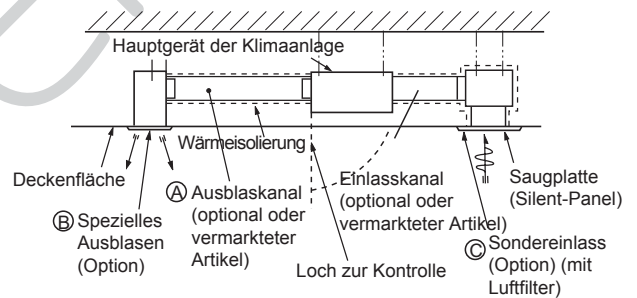 Hauptgerät der Klimaanlage
Wärmeisolierung
Deckenfläche
Ⓐ Ausblaskanal
(optional oder
vermarkteter
Artikel)
Einlasskanal
(optional oder
vermarkteter
Artikel)
Saugplatte
(Silent-Panel)
Ⓑ Spezielles
Ausblasen
(Option)
Loch zur Kontrolle
Ⓒ Sondereinlass
(Option) (mit
Luftfilter)